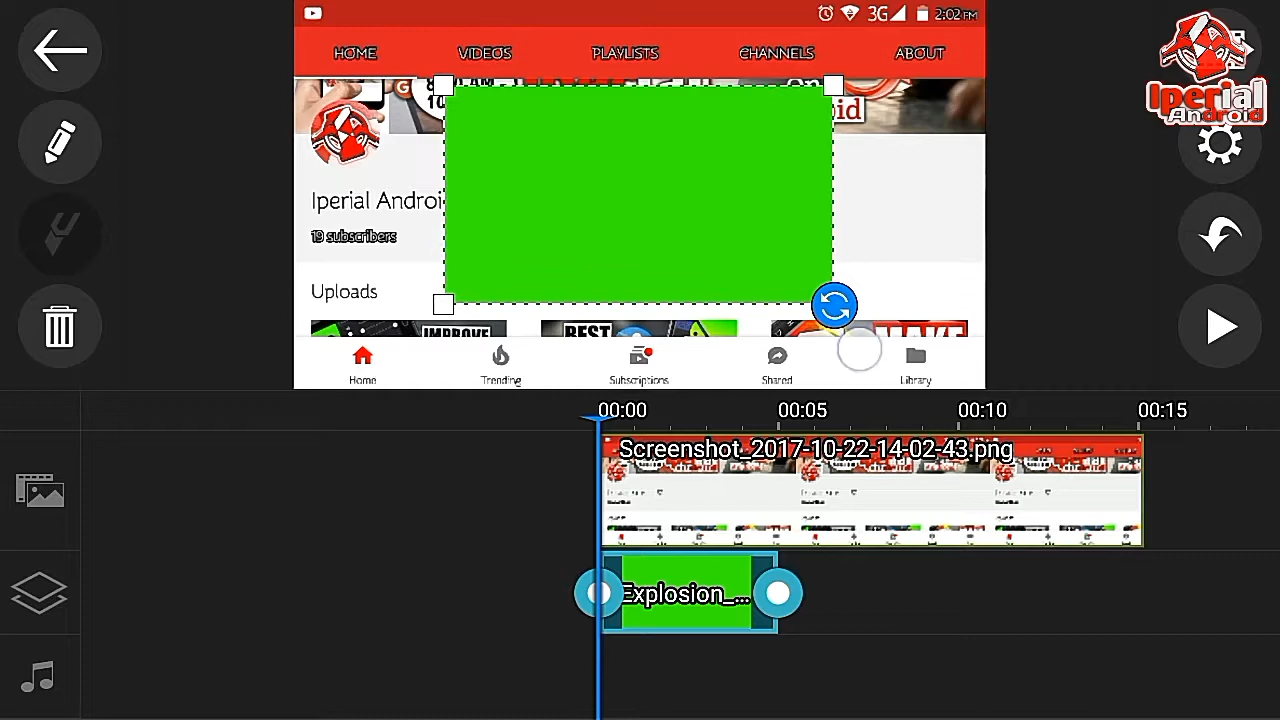 3G 2:02 PM
HOME VIDEOS PLAYLISTS CHANNELS ABOUT
Iperial
Android
Iperial Androi
19 subscribers
Uploads
IMPROVE BEST MAKE
Home Trending Subscriptions Shared Library
00:00 00:05 00:10 00:15
Screenshot_2017-10-22-14-02-43.png
Explosion_...